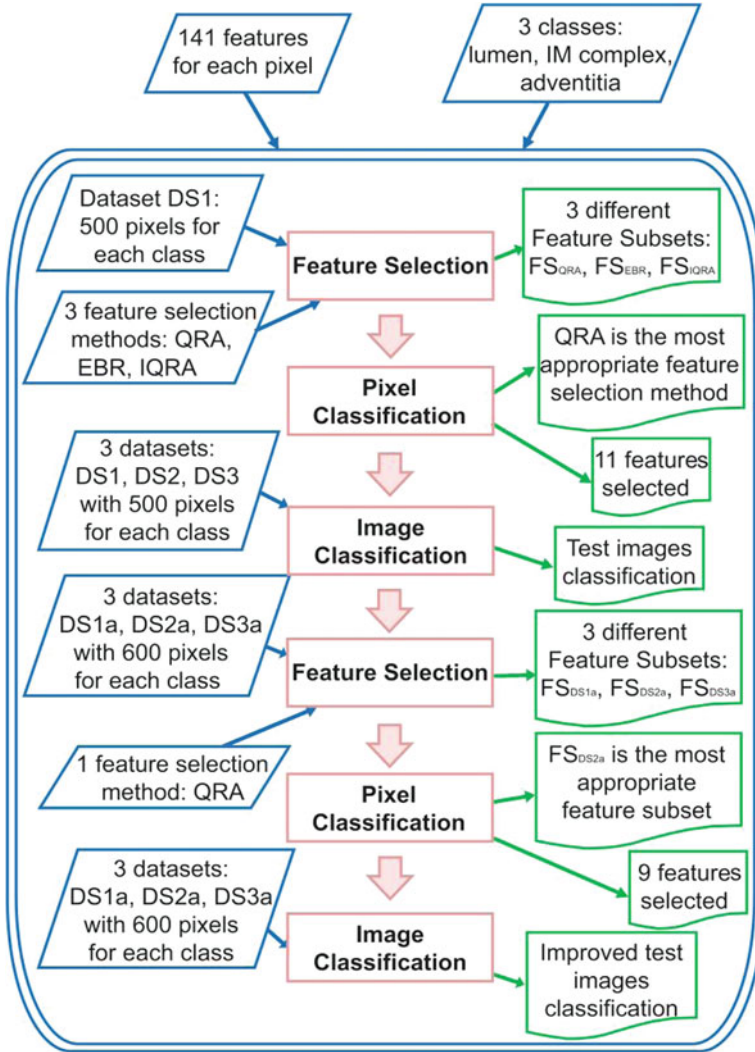 141 features
for each pixel
3 classes:
lumen, IM complex,
adventitia
Dataset DS1:
500 pixels for
each class
Feature Selection
3 different
Feature Subsets:
FSQRA, FSEBR, FSIQRA
3 feature selection
methods: QRA,
EBR, IQRA
Pixel
Classification
QRA is the most
appropriate feature
selection method
11 features
selected
3 datasets:
DS1, DS2, DS3
with 500 pixels
for each class
Image
Classification
Test images
classification
3 datasets:
DS1a, DS2a, DS3a
with 600 pixels
for each class
Feature Selection
3 different
Feature Subsets:
FSDS1a, FSDS2a, FSDS3a
1 feature selection
method: QRA
Pixel
Classification
FSDS2a is the most
appropriate
feature subset
9 features
selected
3 datasets:
DS1a, DS2a, DS3a
with 600 pixels
for each class
Image
Classification
Improved test
images
classification